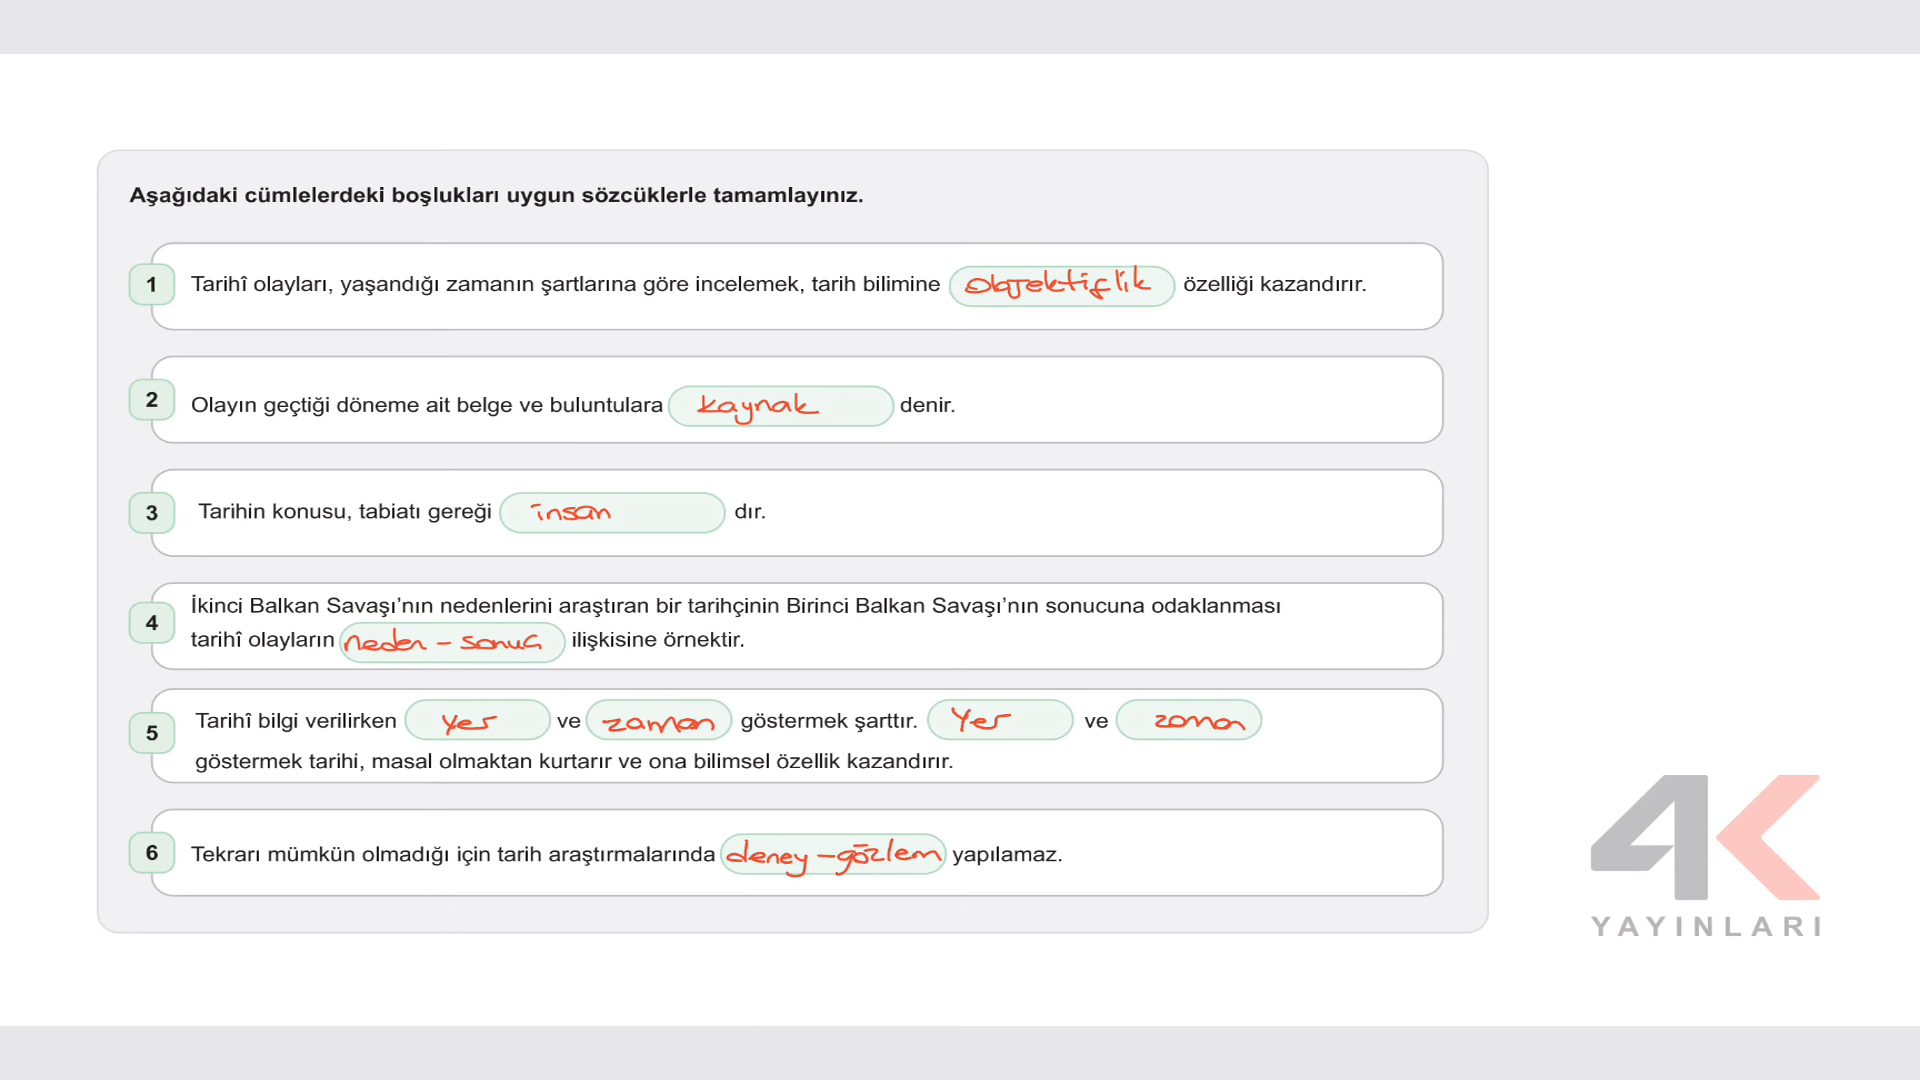 Aşağıdaki cümlelerdeki boşlukları uygun sözcüklerle tamamlayınız.
1 Tarihî olayları, yaşandığı zamanın şartlarına göre incelemek, tarih bilimine objektiflik özelliği kazandırır.
2 Olayın geçtiği döneme ait belge ve buluntulara kaynak denir.
3 Tarihin konusu, tabiatı gereği insan dır.
4 İkinci Balkan Savaşı’nın nedenlerini araştıran bir tarihçinin Birinci Balkan Savaşı’nın sonucuna odaklanması
tarihî olayların neden - sonuç ilişkisine örnektir.
5 Tarihî bilgi verilirken yer ve zaman göstermek şarttır. Yer ve zaman
göstermek tarihi, masal olmaktan kurtarır ve ona bilimsel özellik kazandırır.
6 Tekrarı mümkün olmadığı için tarih araştırmalarında deney - gözlem yapılamaz.
4K
YAYINLARI